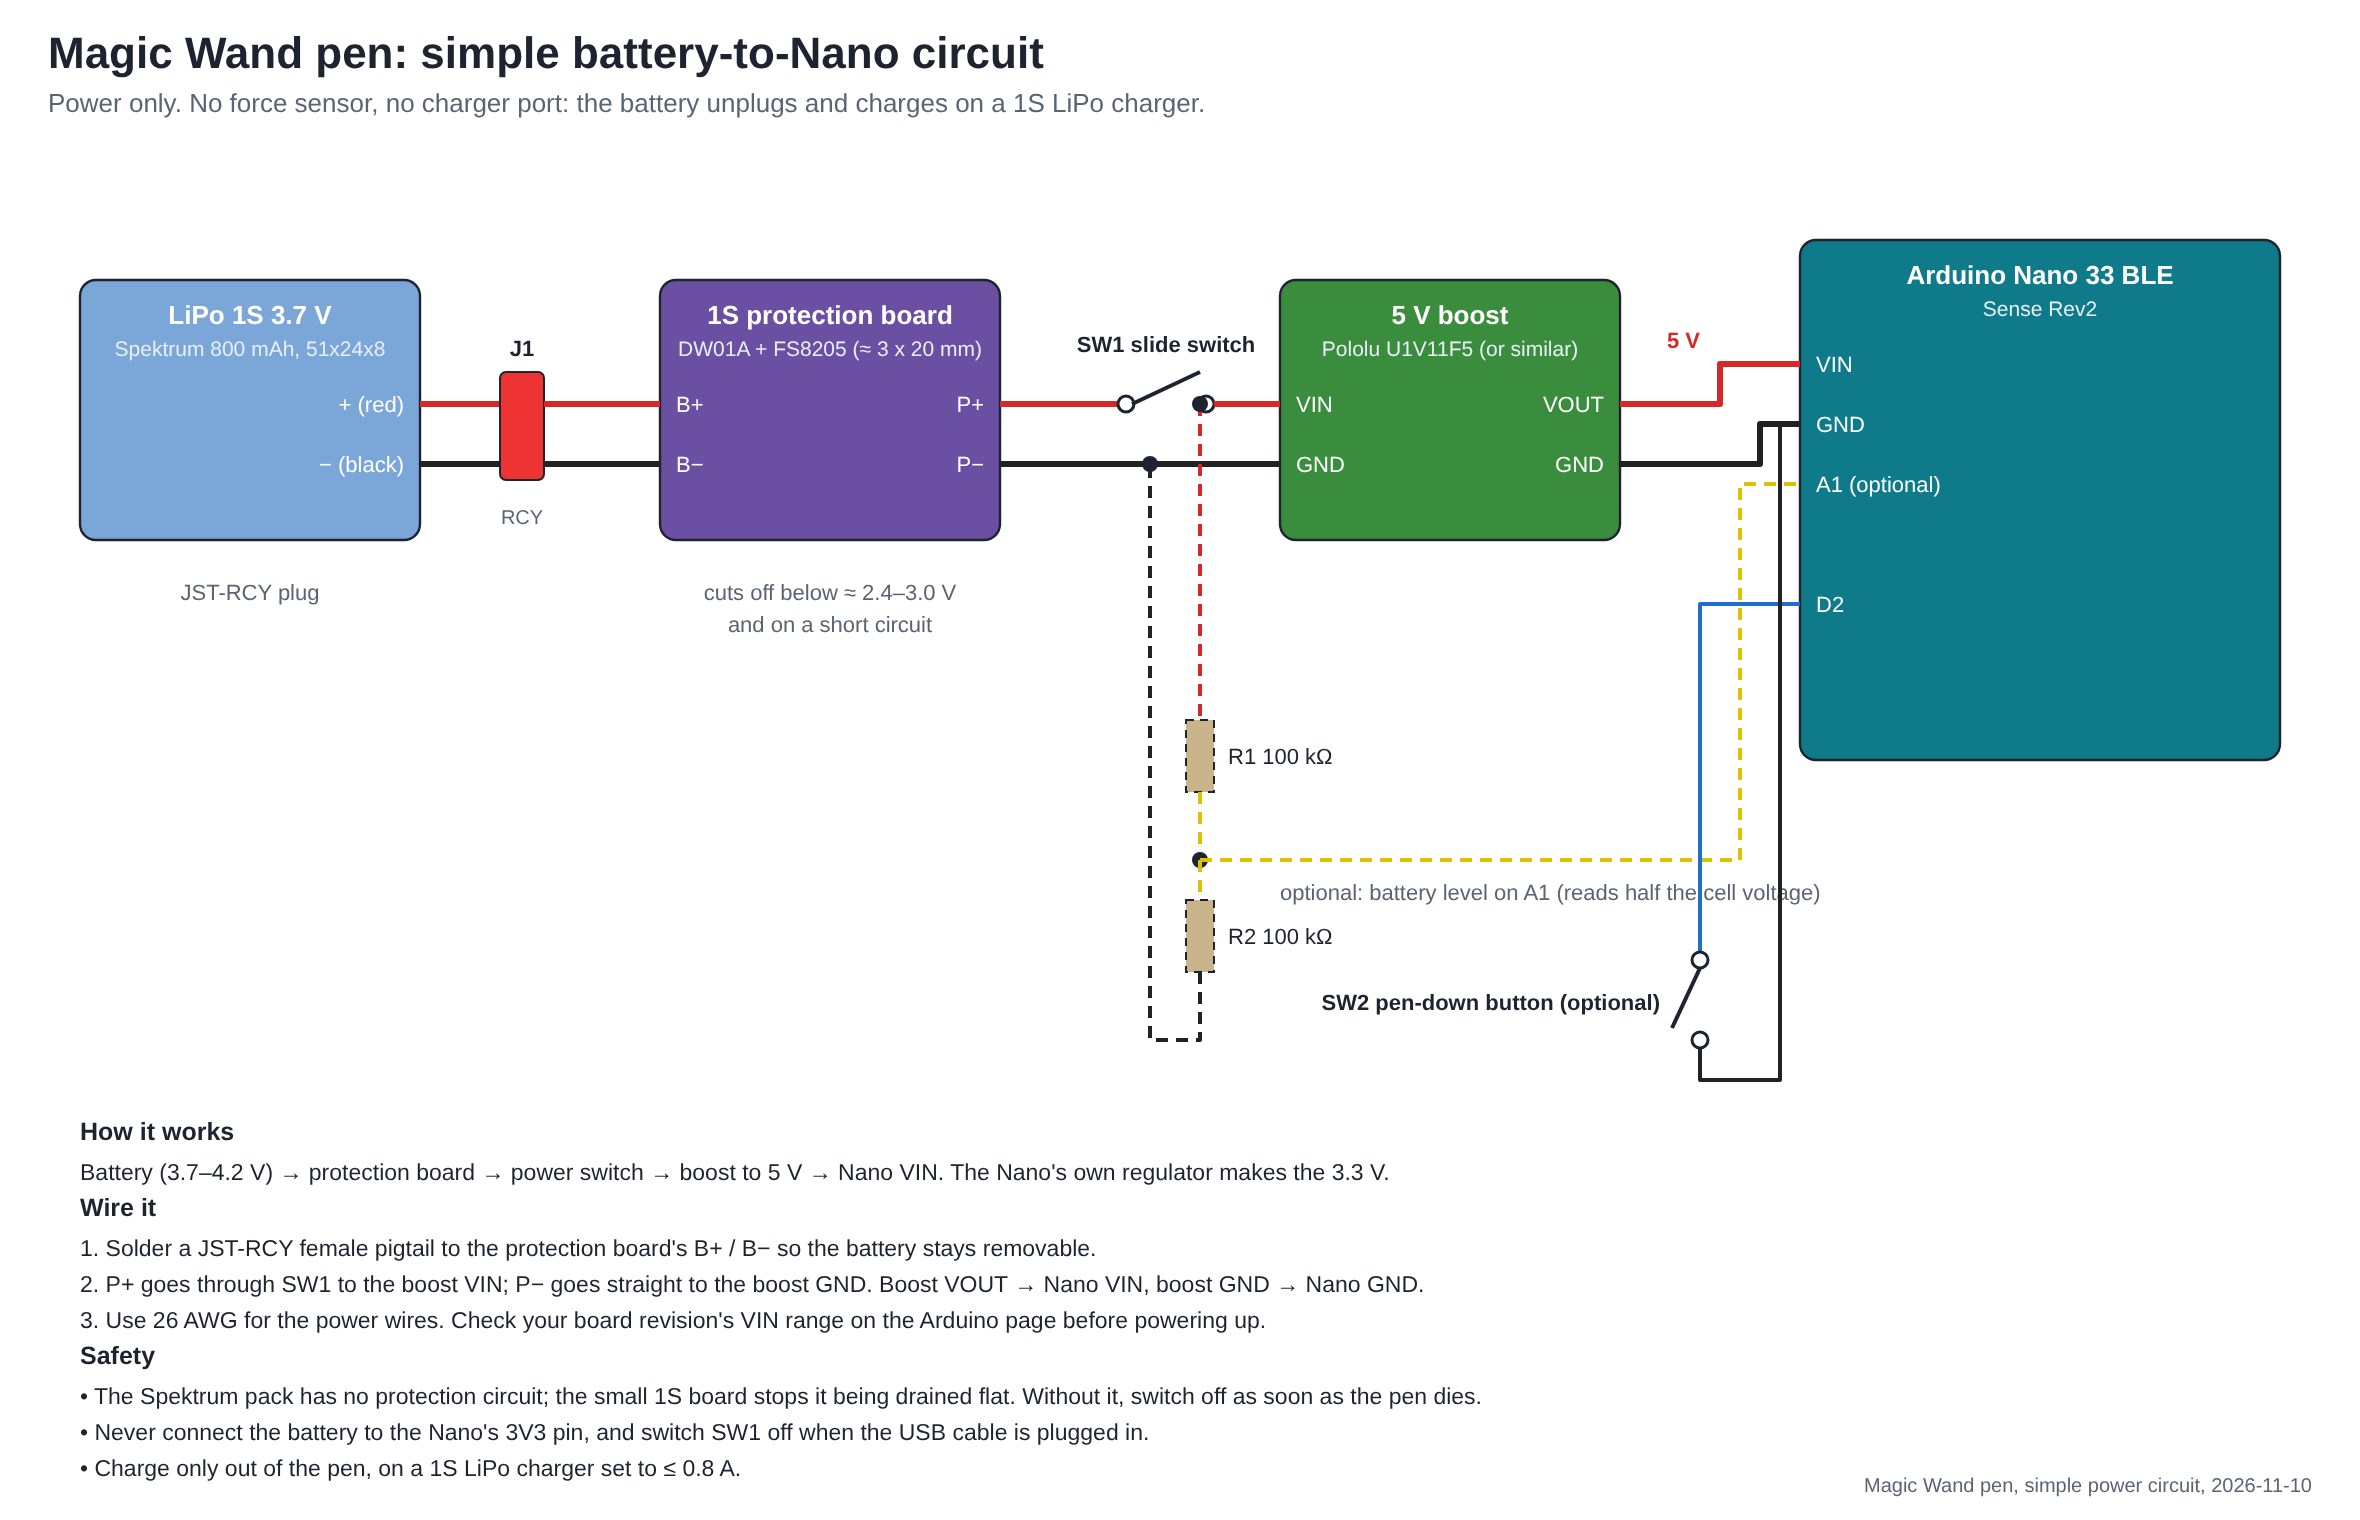 Magic Wand pen: simple battery-to-Nano circuit
Power only. No force sensor, no charger port: the battery unplugs and charges on a 1S LiPo charger.
LiPo 1S 3.7 V
Spektrum 800 mAh, 51x24x8
+ (red)
− (black)
JST-RCY plug
J1
RCY
1S protection board
DW01A + FS8205 (≈ 3 x 20 mm)
B+
P+
B−
P−
cuts off below ≈ 2.4–3.0 V
and on a short circuit
SW1 slide switch
5 V boost
Pololu U1V11F5 (or similar)
VIN
VOUT
GND
GND
5 V
Arduino Nano 33 BLE
Sense Rev2
VIN
GND
A1 (optional)
D2
R1 100 kΩ
optional: battery level on A1 (reads half the cell voltage)
R2 100 kΩ
SW2 pen-down button (optional)
How it works
Battery (3.7–4.2 V) → protection board → power switch → boost to 5 V → Nano VIN. The Nano's own regulator makes the 3.3 V.
Wire it
1. Solder a JST-RCY female pigtail to the protection board's B+ / B− so the battery stays removable.
2. P+ goes through SW1 to the boost VIN; P− goes straight to the boost GND. Boost VOUT → Nano VIN, boost GND → Nano GND.
3. Use 26 AWG for the power wires. Check your board revision's VIN range on the Arduino page before powering up.
Safety
• The Spektrum pack has no protection circuit; the small 1S board stops it being drained flat. Without it, switch off as soon as the pen dies.
• Never connect the battery to the Nano's 3V3 pin, and switch SW1 off when the USB cable is plugged in.
• Charge only out of the pen, on a 1S LiPo charger set to ≤ 0.8 A.
Magic Wand pen, simple power circuit, 2026-11-10